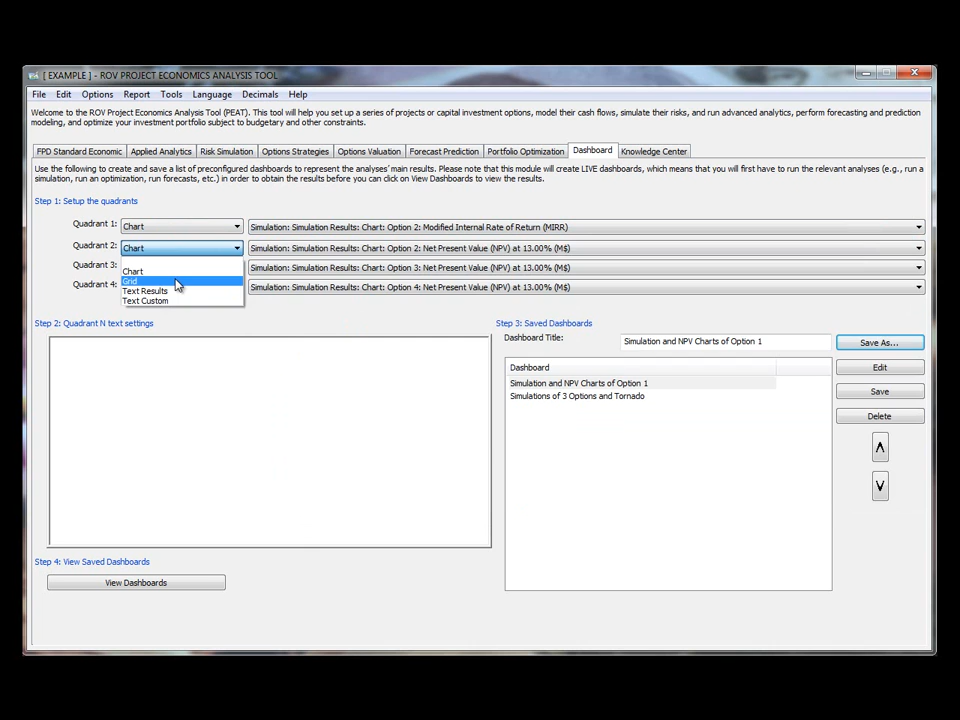 [ EXAMPLE ] - ROV PROJECT ECONOMICS ANALYSIS TOOL
File Edit Options Report Tools Language Decimals Help
Welcome to the ROV Project Economics Analysis Tool (PEAT). This tool will help you set up a series of projects or capital investment options, model their cash flows, simulate their risks, and run advanced analytics, perform forecasting and prediction
modeling, and optimize your investment portfolio subject to budgetary and other constraints.
FPD Standard Economic Applied Analytics Risk Simulation Options Strategies Options Valuation Forecast Prediction Portfolio Optimization Dashboard Knowledge Center
Use the following to create and save a list of preconfigured dashboards to represent the analyses' main results. Please note that this module will create LIVE dashboards, which means that you will first have to run the relevant analyses (e.g., run a
simulation, run an optimization, run forecasts, etc.) in order to obtain the results before you can click on View Dashboards to view the results.
Step 1: Setup the quadrants
Quadrant 1: Chart Simulation: Simulation Results: Chart: Option 2: Modified Internal Rate of Return (MIRR)
Quadrant 2: Chart Simulation: Simulation Results: Chart: Option 2: Net Present Value (NPV) at 13.00% (M$)
Quadrant 3: Simulation: Simulation Results: Chart: Option 3: Net Present Value (NPV) at 13.00% (M$)
Chart
Grid
Quadrant 4: Simulation: Simulation Results: Chart: Option 4: Net Present Value (NPV) at 13.00% (M$)
Text Results
Text Custom
Step 2: Quadrant N text settings
Step 3: Saved Dashboards
Dashboard Title: Simulation and NPV Charts of Option 1 Save As...
Dashboard
Edit
Simulation and NPV Charts of Option 1
Save
Simulations of 3 Options and Tornado
Delete
Step 4: View Saved Dashboards
View Dashboards